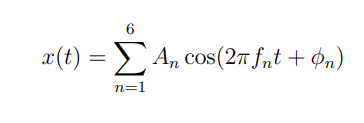 x(t) = \sum_{n=1}^{6} A_n \cos(2\pi f_n t + \phi_n)